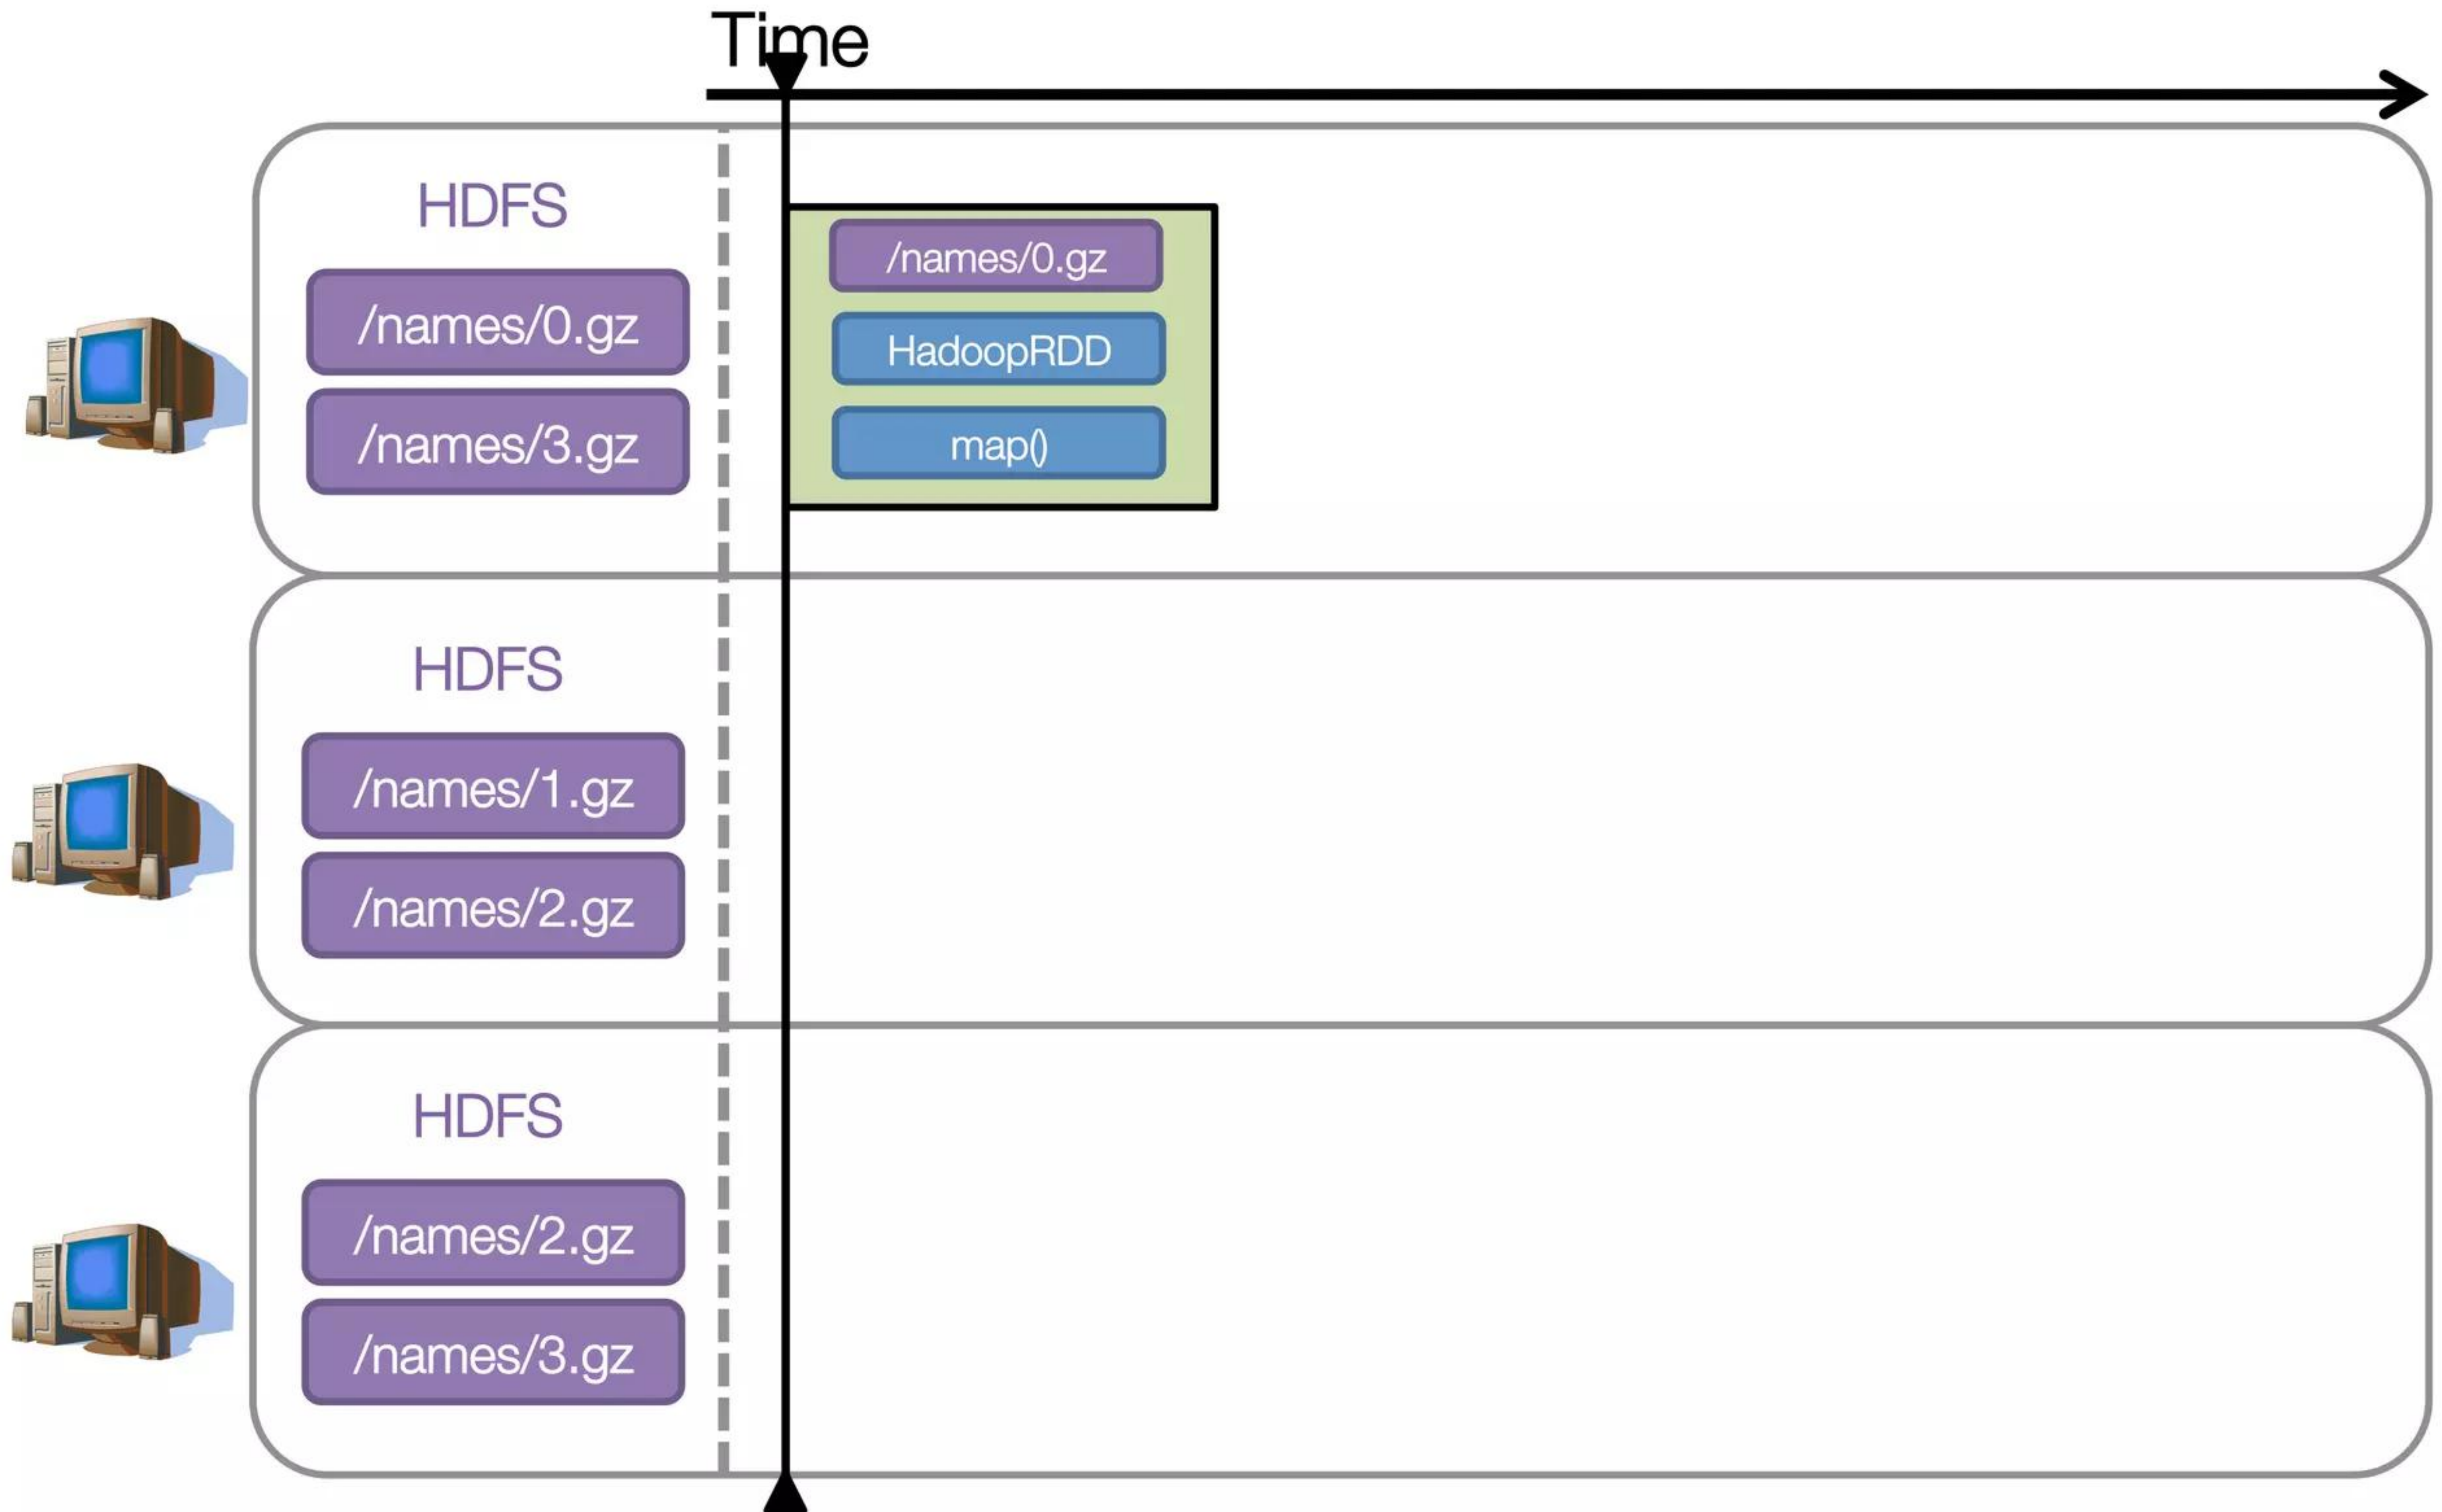 Time
HDFS
/names/0.gz
/names/3.gz
/names/0.gz
HadoopRDD
map()
HDFS
/names/1.gz
/names/2.gz
HDFS
/names/2.gz
/names/3.gz